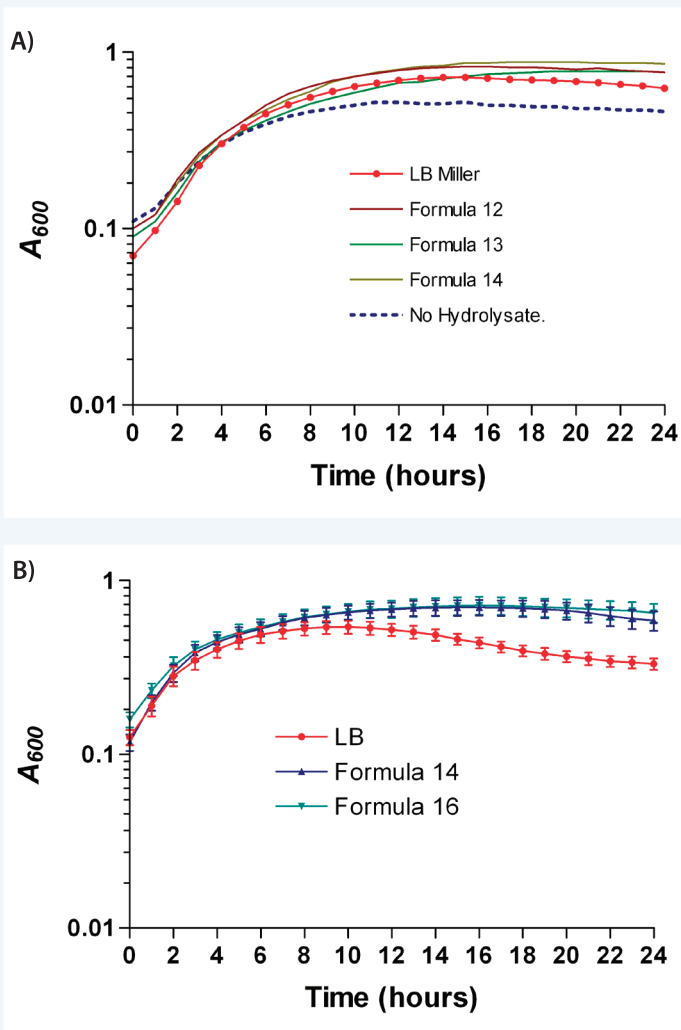 A)
1
0.1
0.01
A600
LB Miller
Formula 12
Formula 13
Formula 14
No Hydrolysate.
0 2 4 6 8 10 12 14 16 18 20 22 24
Time (hours)
B)
1
0.1
0.01
A600
LB
Formula 14
Formula 16
0 2 4 6 8 10 12 14 16 18 20 22 24
Time (hours)